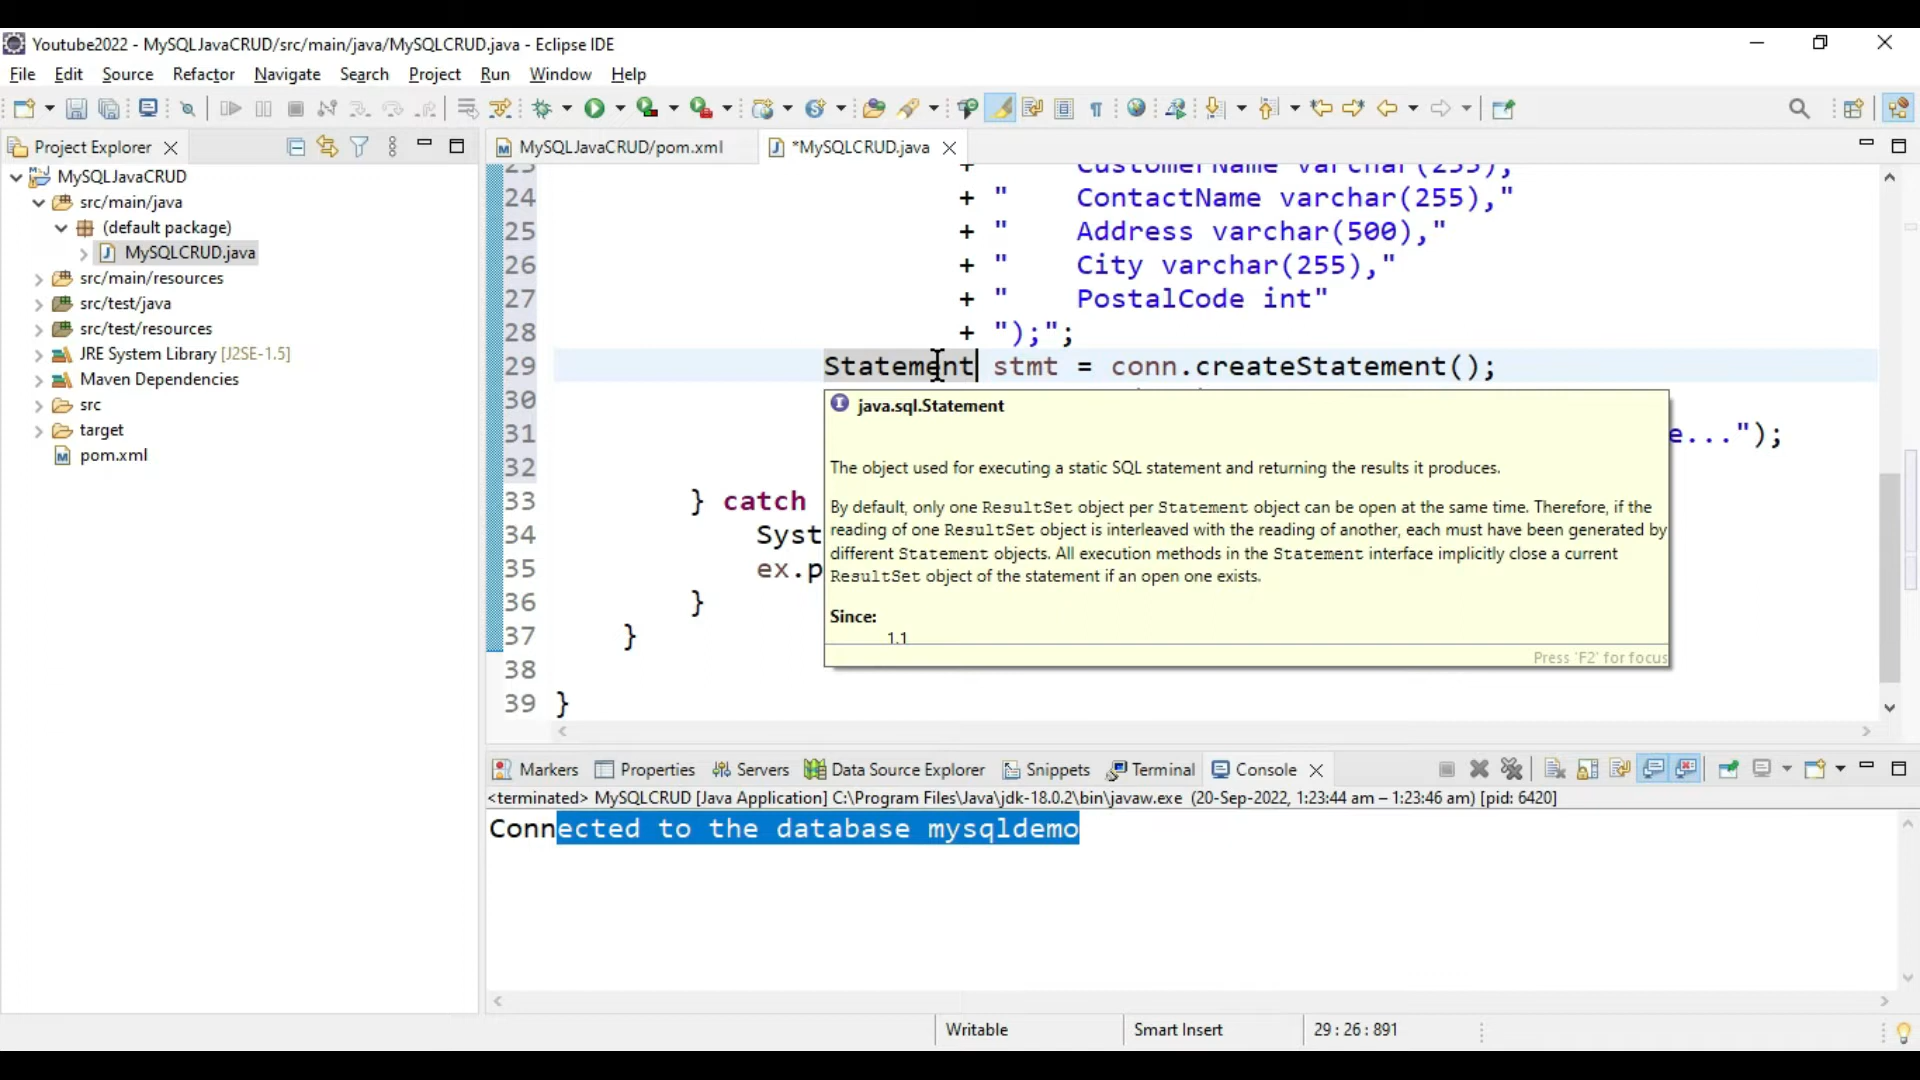 Youtube2022 - MySQLJavaCRUD/src/main/java/MySQLCRUD.java - Eclipse IDE
File Edit Source Refactor Navigate Search Project Run Window Help
Project Explorer
MySQLJavaCRUD
src/main/java
(default package)
MySQLCRUD.java
src/main/resources
src/test/java
src/test/resources
JRE System Library [J2SE-1.5]
Maven Dependencies
src
target
pom.xml
MySQLJavaCRUD/pom.xml *MySQLCRUD.java
23 + " CustomerName varchar(255),"
24 + " ContactName varchar(255),"
25 + " Address varchar(500),"
26 + " City varchar(255),"
27 + " PostalCode int"
28 + ");";
29 Statement stmt = conn.createStatement();
30
31 e...");
32
33 } catch
34 Syst
35 ex.p
36 }
37 }
38
39 }
java.sql.Statement
The object used for executing a static SQL statement and returning the results it produces.
By default, only one ResultSet object per Statement object can be open at the same time. Therefore, if the
reading of one ResultSet object is interleaved with the reading of another, each must have been generated by
different Statement objects. All execution methods in the Statement interface implicitly close a current
ResultSet object of the statement if an open one exists.
Since:
1.1
Press 'F2' for focus
Markers Properties Servers Data Source Explorer Snippets Terminal Console
<terminated> MySQLCRUD [Java Application] C:\Program Files\Java\jdk-18.0.2\bin\javaw.exe (20-Sep-2022, 1:23:44 am – 1:23:46 am) [pid: 6420]
Connected to the database mysqldemo
Writable Smart Insert 29 : 26 : 891